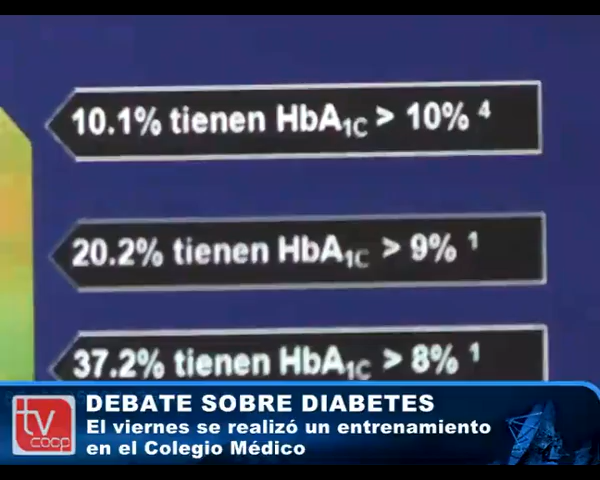 10.1% tienen HbA1C > 10% 4
20.2% tienen HbA1C > 9% 1
37.2% tienen HbA1C > 8% 1
DEBATE SOBRE DIABETES
El viernes se realizó un entrenamiento
en el Colegio Médico
tv
coop